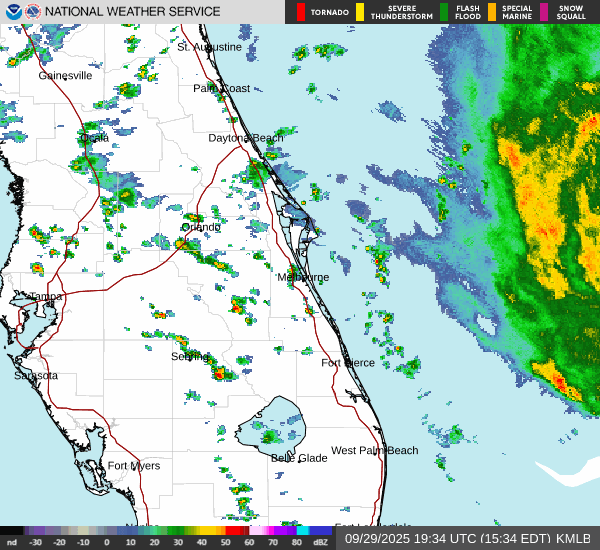 NATIONAL WEATHER SERVICE
TORNADO
SEVERE THUNDERSTORM
FLASH FLOOD
SPECIAL MARINE
SNOW SQUALL
St. Augustine
Gainesville
Palm Coast
Ocala
Daytona Beach
Orlando
Melbourne
Tampa
Sebring
Fort Pierce
Sarasota
West Palm Beach
Belle Glade
Fort Myers
nd -30 -20 -10 0 10 20 30 40 50 60 70 80 dBZ
09/29/2025 19:34 UTC (15:34 EDT) KMLB